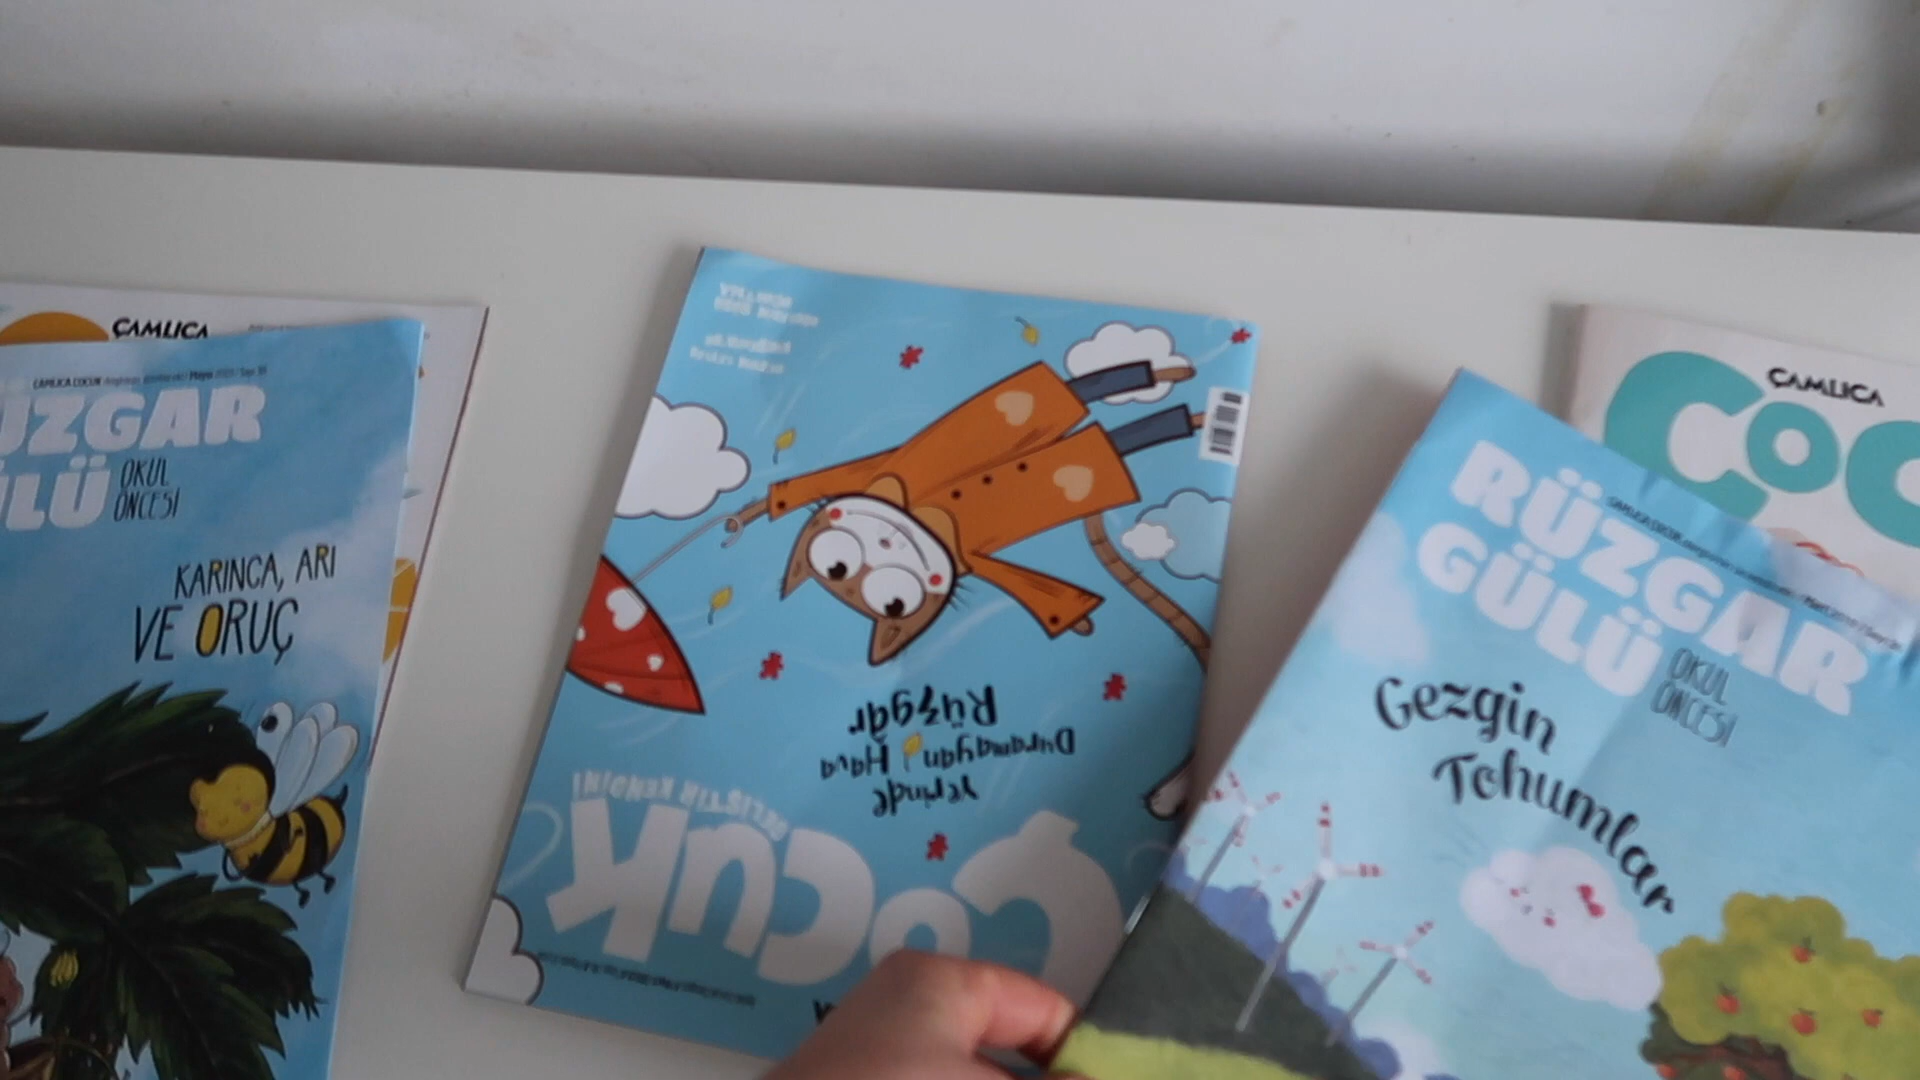 ÇAMLICA
ÜZGAR
ÜLÜ
OKUL
ÖNCESİ
KARINCA, ARI
VE ORUÇ
ÇOCUK
GELİŞTİR KENDİNİ
Yerinde
Duramayan Hava
Rüzgâr
ÇAMLICA
Çoc
RÜZGAR
GÜLÜ
OKUL
ÖNCESİ
Gezgin
Tohumlar